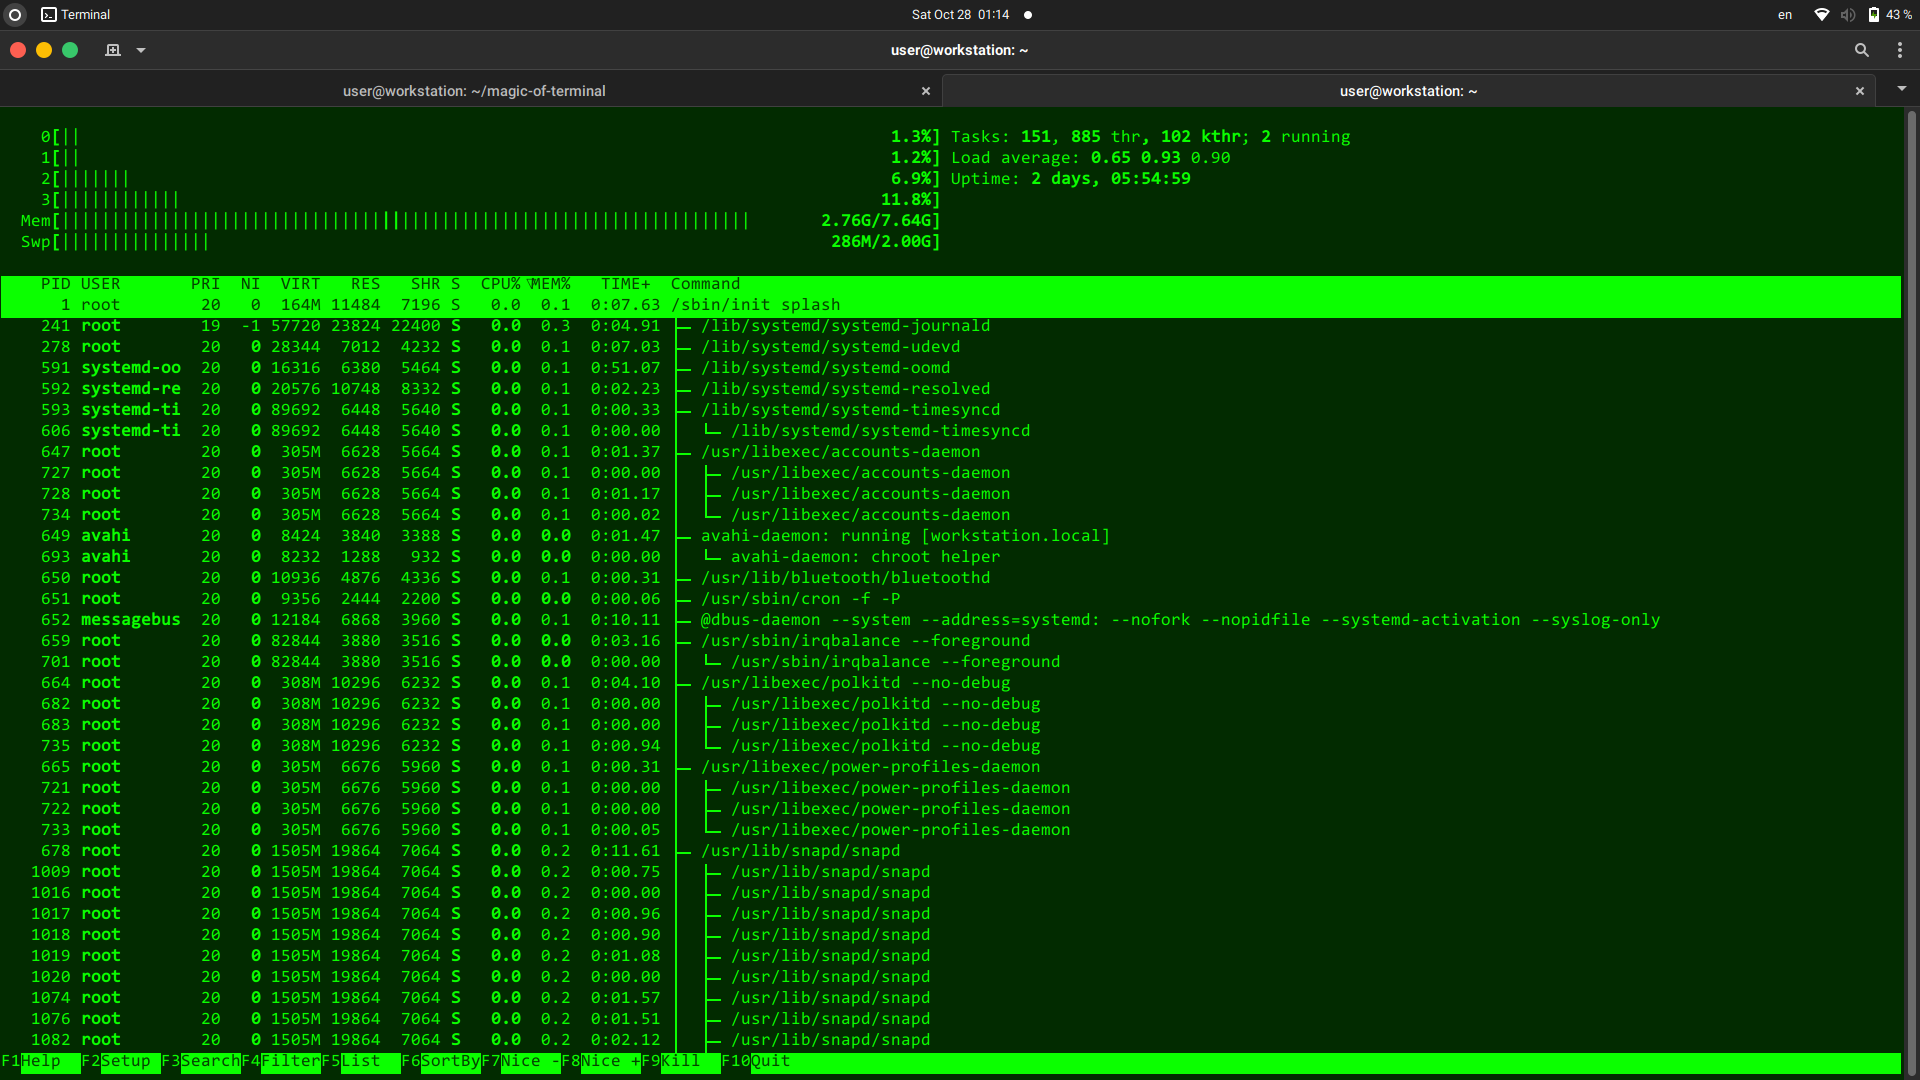 Terminal
Sat Oct 28 01:14
en
43 %
user@workstation: ~
user@workstation: ~/magic-of-terminal
user@workstation: ~
0[|| 1.3%] Tasks: 151, 885 thr, 102 kthr; 2 running
1[|| 1.2%] Load average: 0.65 0.93 0.90
2[||||||| 6.9%] Uptime: 2 days, 05:54:59
3[|||||||||||| 11.8%]
Mem[||||||||||||||||||||||||||||||||||||||||||||||||||||||||||||||||||||| 2.76G/7.64G]
Swp[||||||||||||||| 286M/2.00G]
PID USER PRI NI VIRT RES SHR S CPU%▽MEM% TIME+ Command
1 root 20 0 164M 11484 7196 S 0.0 0.1 0:07.63 /sbin/init splash
241 root 19 -1 57720 23824 22400 S 0.0 0.3 0:04.91 ├─ /lib/systemd/systemd-journald
278 root 20 0 28344 7012 4232 S 0.0 0.1 0:07.03 ├─ /lib/systemd/systemd-udevd
591 systemd-oo 20 0 16316 6380 5464 S 0.0 0.1 0:51.07 ├─ /lib/systemd/systemd-oomd
592 systemd-re 20 0 20576 10748 8332 S 0.0 0.1 0:02.23 ├─ /lib/systemd/systemd-resolved
593 systemd-ti 20 0 89692 6448 5640 S 0.0 0.1 0:00.33 ├─ /lib/systemd/systemd-timesyncd
606 systemd-ti 20 0 89692 6448 5640 S 0.0 0.1 0:00.00 │ └─ /lib/systemd/systemd-timesyncd
647 root 20 0 305M 6628 5664 S 0.0 0.1 0:01.37 ├─ /usr/libexec/accounts-daemon
727 root 20 0 305M 6628 5664 S 0.0 0.1 0:00.00 │ ├─ /usr/libexec/accounts-daemon
728 root 20 0 305M 6628 5664 S 0.0 0.1 0:01.17 │ ├─ /usr/libexec/accounts-daemon
734 root 20 0 305M 6628 5664 S 0.0 0.1 0:00.02 │ └─ /usr/libexec/accounts-daemon
649 avahi 20 0 8424 3840 3388 S 0.0 0.0 0:01.47 ├─ avahi-daemon: running [workstation.local]
693 avahi 20 0 8232 1288 932 S 0.0 0.0 0:00.00 │ └─ avahi-daemon: chroot helper
650 root 20 0 10936 4876 4336 S 0.0 0.1 0:00.31 ├─ /usr/lib/bluetooth/bluetoothd
651 root 20 0 9356 2444 2200 S 0.0 0.0 0:00.06 ├─ /usr/sbin/cron -f -P
652 messagebus 20 0 12184 6868 3960 S 0.0 0.1 0:10.11 ├─ @dbus-daemon --system --address=systemd: --nofork --nopidfile --systemd-activation --syslog-only
659 root 20 0 82844 3880 3516 S 0.0 0.0 0:03.16 ├─ /usr/sbin/irqbalance --foreground
701 root 20 0 82844 3880 3516 S 0.0 0.0 0:00.00 │ └─ /usr/sbin/irqbalance --foreground
664 root 20 0 308M 10296 6232 S 0.0 0.1 0:04.10 ├─ /usr/libexec/polkitd --no-debug
682 root 20 0 308M 10296 6232 S 0.0 0.1 0:00.00 │ ├─ /usr/libexec/polkitd --no-debug
683 root 20 0 308M 10296 6232 S 0.0 0.1 0:00.00 │ ├─ /usr/libexec/polkitd --no-debug
735 root 20 0 308M 10296 6232 S 0.0 0.1 0:00.94 │ └─ /usr/libexec/polkitd --no-debug
665 root 20 0 305M 6676 5960 S 0.0 0.1 0:00.31 ├─ /usr/libexec/power-profiles-daemon
721 root 20 0 305M 6676 5960 S 0.0 0.1 0:00.00 │ ├─ /usr/libexec/power-profiles-daemon
722 root 20 0 305M 6676 5960 S 0.0 0.1 0:00.00 │ ├─ /usr/libexec/power-profiles-daemon
733 root 20 0 305M 6676 5960 S 0.0 0.1 0:00.05 │ └─ /usr/libexec/power-profiles-daemon
678 root 20 0 1505M 19864 7064 S 0.0 0.2 0:11.61 ├─ /usr/lib/snapd/snapd
1009 root 20 0 1505M 19864 7064 S 0.0 0.2 0:00.75 │ ├─ /usr/lib/snapd/snapd
1016 root 20 0 1505M 19864 7064 S 0.0 0.2 0:00.00 │ ├─ /usr/lib/snapd/snapd
1017 root 20 0 1505M 19864 7064 S 0.0 0.2 0:00.96 │ ├─ /usr/lib/snapd/snapd
1018 root 20 0 1505M 19864 7064 S 0.0 0.2 0:00.90 │ ├─ /usr/lib/snapd/snapd
1019 root 20 0 1505M 19864 7064 S 0.0 0.2 0:01.08 │ ├─ /usr/lib/snapd/snapd
1020 root 20 0 1505M 19864 7064 S 0.0 0.2 0:00.00 │ ├─ /usr/lib/snapd/snapd
1074 root 20 0 1505M 19864 7064 S 0.0 0.2 0:01.57 │ ├─ /usr/lib/snapd/snapd
1076 root 20 0 1505M 19864 7064 S 0.0 0.2 0:01.51 │ ├─ /usr/lib/snapd/snapd
1082 root 20 0 1505M 19864 7064 S 0.0 0.2 0:02.12 │ ├─ /usr/lib/snapd/snapd
F1Help F2Setup F3SearchF4FilterF5List F6SortByF7Nice -F8Nice +F9Kill F10Quit